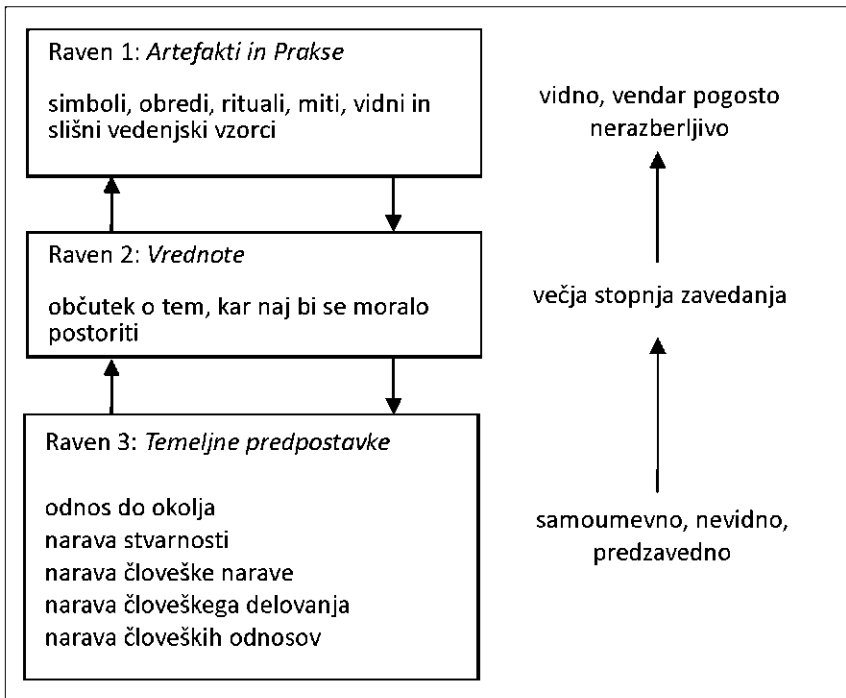 Raven 1: Artefakti in Prakse
simboli, obredi, rituali, miti, vidni in
slišni vedenjski vzorci
vidno, vendar pogosto
nerazberljivo
Raven 2: Vrednote
občutek o tem, kar naj bi se moralo
postoriti
večja stopnja zavedanja
Raven 3: Temeljne predpostavke
odnos do okolja
narava stvarnosti
narava človeške narave
narava človeškega delovanja
narava človeških odnosov
samoumevno, nevidno,
predzavedno